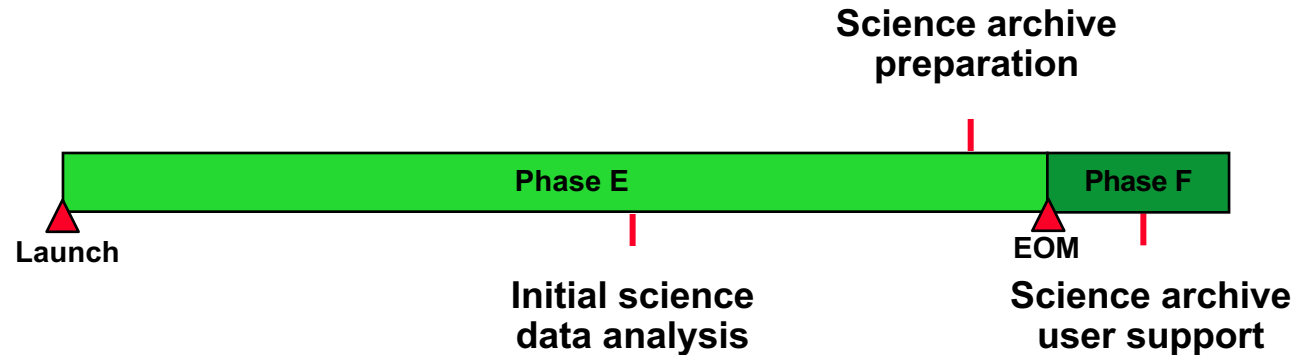 Science archive
preparation
Phase E
Phase F
Launch
EOM
Initial science
data analysis
Science archive
user support